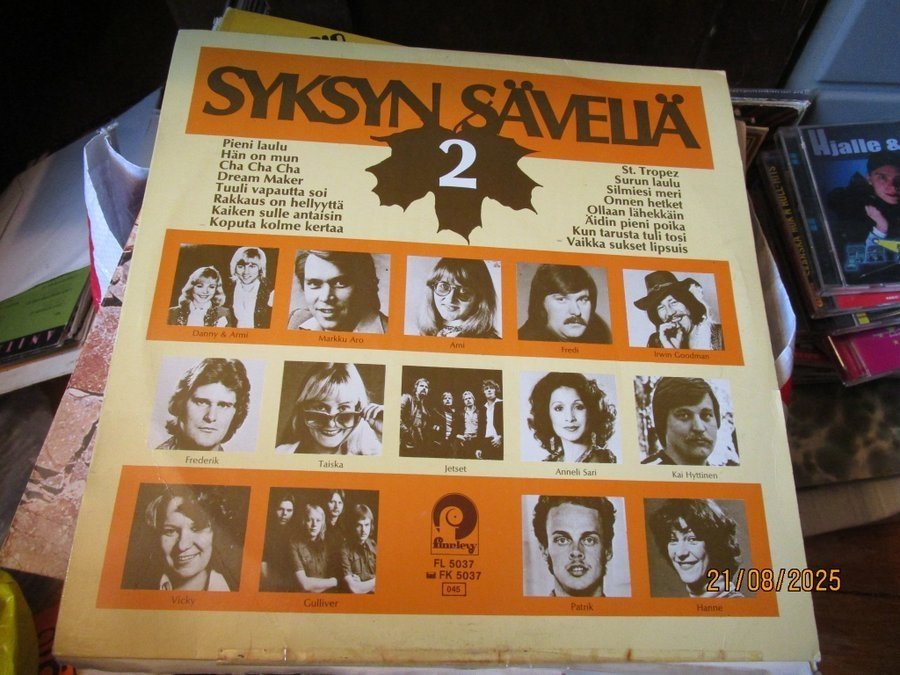 SYKSYN SÄVELIÄ
2
Pieni laulu
Hän on mun
Cha Cha Cha
Dream Maker
Tuuli vapautta soi
Rakkaus on hellyyttä
Kaiken sulle antaisin
Koputa kolme kertaa
St. Tropez
Surun laulu
Silmiesi meri
Onnen hetket
Ollaan lähekkäin
Äidin pieni poika
Kun tarusta tuli tosi
Vaikka sukset lipsuis
Danny & Armi
Markku Aro
Arni
Fredi
Irwin Goodman
Frederik
Taiska
Jetset
Anneli Sari
Kai Hyttinen
Vicky
Gulliver
finnlevy
FL 5037
FK 5037
045
Patrik
Hanne
Hjalle &
21/08/2025